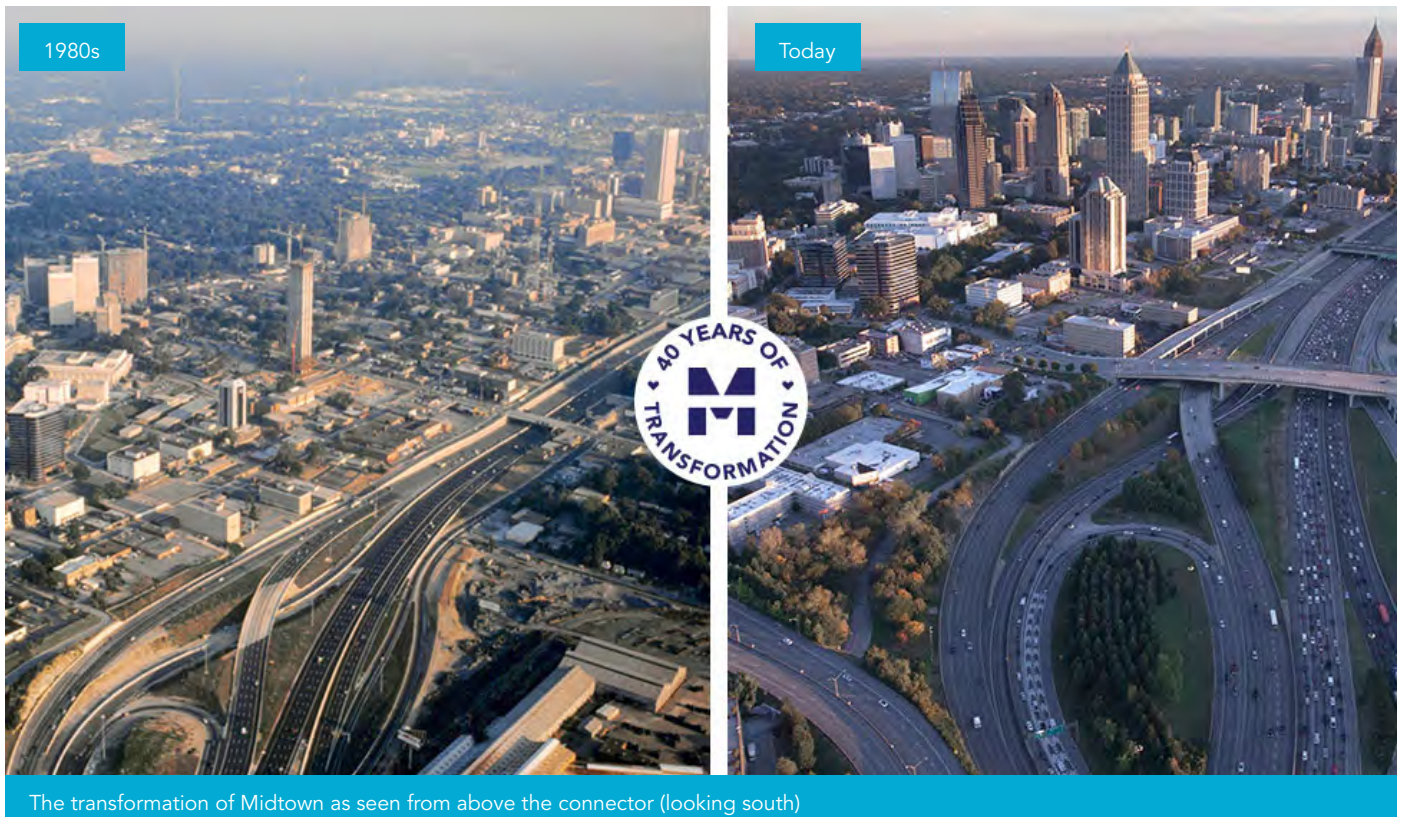 1980s
Today
40 YEARS OF
TRANSFORMATION
The transformation of Midtown as seen from above the connector (looking south)